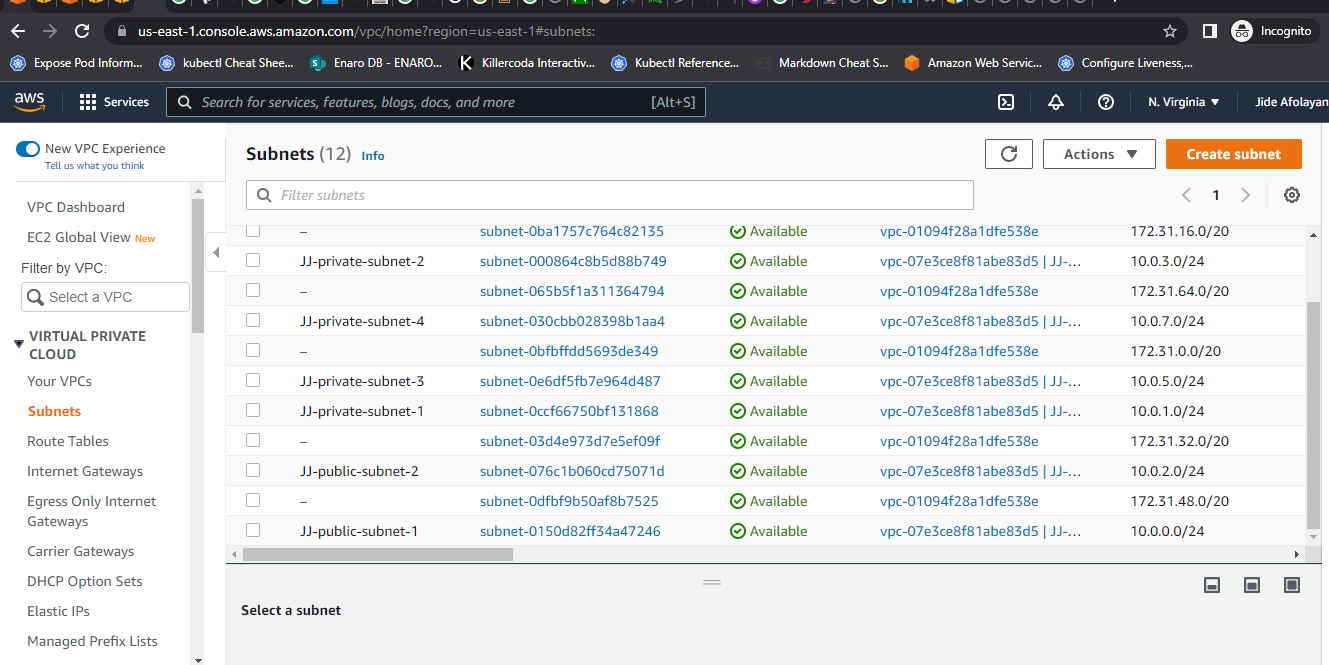 us-east-1.console.aws.amazon.com/vpc/home?region=us-east-1#subnets:
Incognito
Expose Pod Inform... kubectl Cheat Shee... Enaro DB - ENARO... Killercoda Interactiv... Kubectl Reference... Markdown Cheat S... Amazon Web Servic... Configure Liveness,...
aws Services Search for services, features, blogs, docs, and more [Alt+S] N. Virginia Jide Afolayan
New VPC Experience
Tell us what you think
VPC Dashboard
EC2 Global View New
Filter by VPC:
Select a VPC
VIRTUAL PRIVATE
CLOUD
Your VPCs
Subnets
Route Tables
Internet Gateways
Egress Only Internet
Gateways
Carrier Gateways
DHCP Option Sets
Elastic IPs
Managed Prefix Lists
Subnets (12) Info
Actions
Create subnet
Filter subnets
1
– subnet-0ba1757c764c82135 Available vpc-01094f28a1dfe538e 172.31.16.0/20
JJ-private-subnet-2 subnet-000864c8b5d88b749 Available vpc-07e3ce8f81abe83d5 | JJ-... 10.0.3.0/24
– subnet-065b5f1a311364794 Available vpc-01094f28a1dfe538e 172.31.64.0/20
JJ-private-subnet-4 subnet-030cbb028398b1aa4 Available vpc-07e3ce8f81abe83d5 | JJ-... 10.0.7.0/24
– subnet-0bfbffdd5693de349 Available vpc-01094f28a1dfe538e 172.31.0.0/20
JJ-private-subnet-3 subnet-0e6df5fb7e964d487 Available vpc-07e3ce8f81abe83d5 | JJ-... 10.0.5.0/24
JJ-private-subnet-1 subnet-0ccf66750bf131868 Available vpc-07e3ce8f81abe83d5 | JJ-... 10.0.1.0/24
– subnet-03d4e973d7e5ef09f Available vpc-01094f28a1dfe538e 172.31.32.0/20
JJ-public-subnet-2 subnet-076c1b060cd75071d Available vpc-07e3ce8f81abe83d5 | JJ-... 10.0.2.0/24
– subnet-0dfbf9b50af8b7525 Available vpc-01094f28a1dfe538e 172.31.48.0/20
JJ-public-subnet-1 subnet-0150d82ff34a47246 Available vpc-07e3ce8f81abe83d5 | JJ-... 10.0.0.0/24
Select a subnet